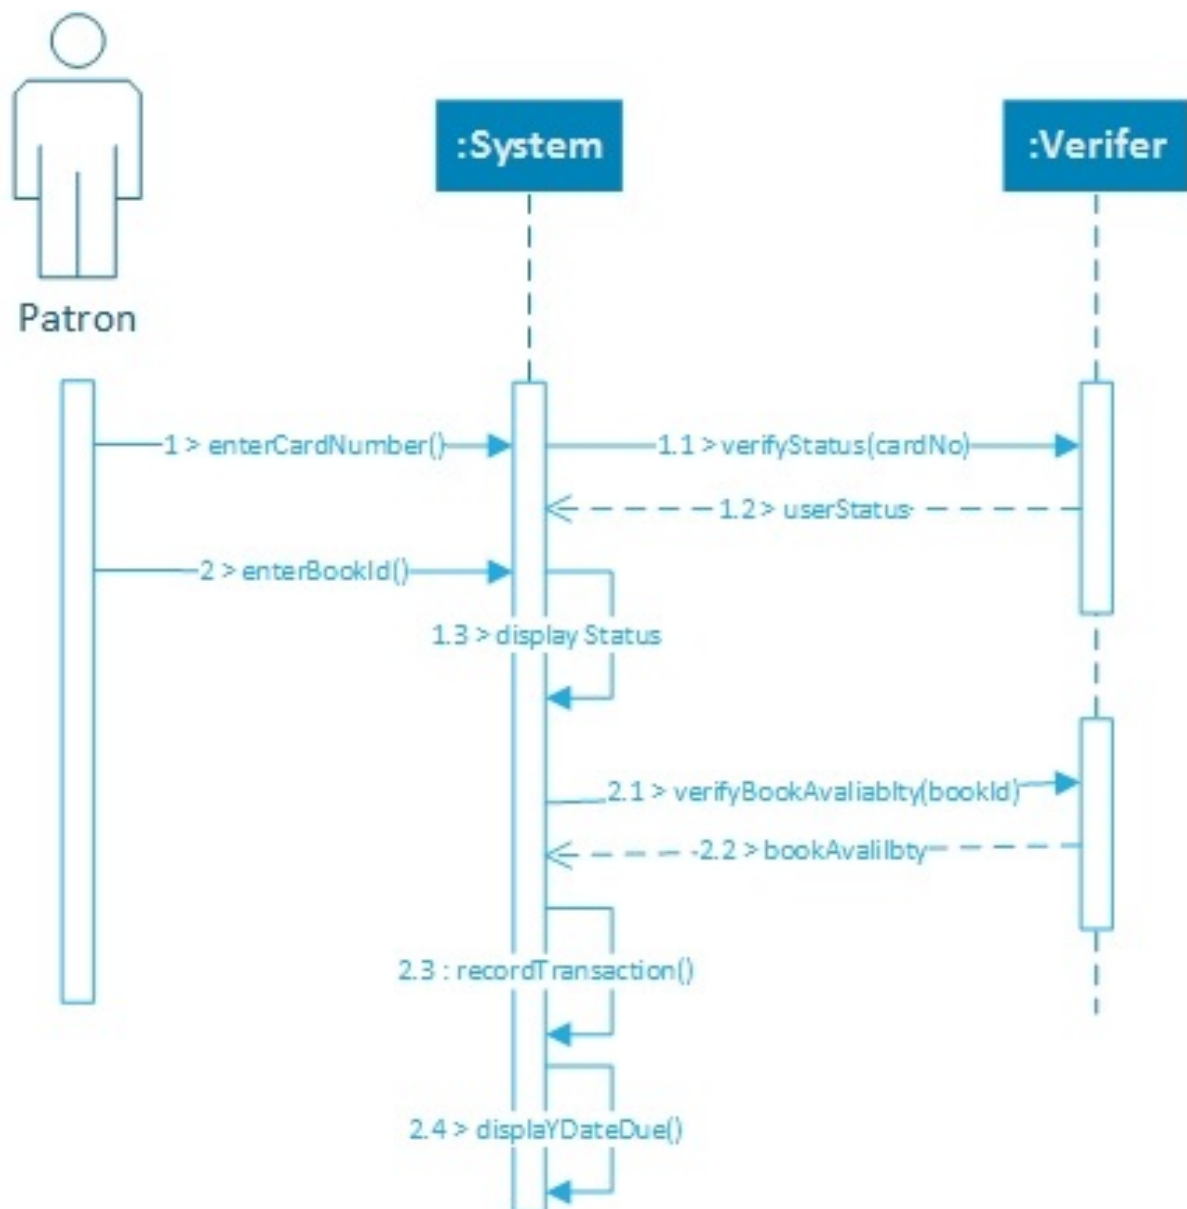 :System
:Verifer
Patron
1 > enterCardNumber()
1.1 > verifyStatus(cardNo)
1.2 > userStatus
2 > enterBookId()
1.3 > display Status
2.1 > verifyBookAvaliablty(bookId)
2.2 > bookAvalilbty
2.3 : recordTransaction()
2.4 > displaYDateDue()